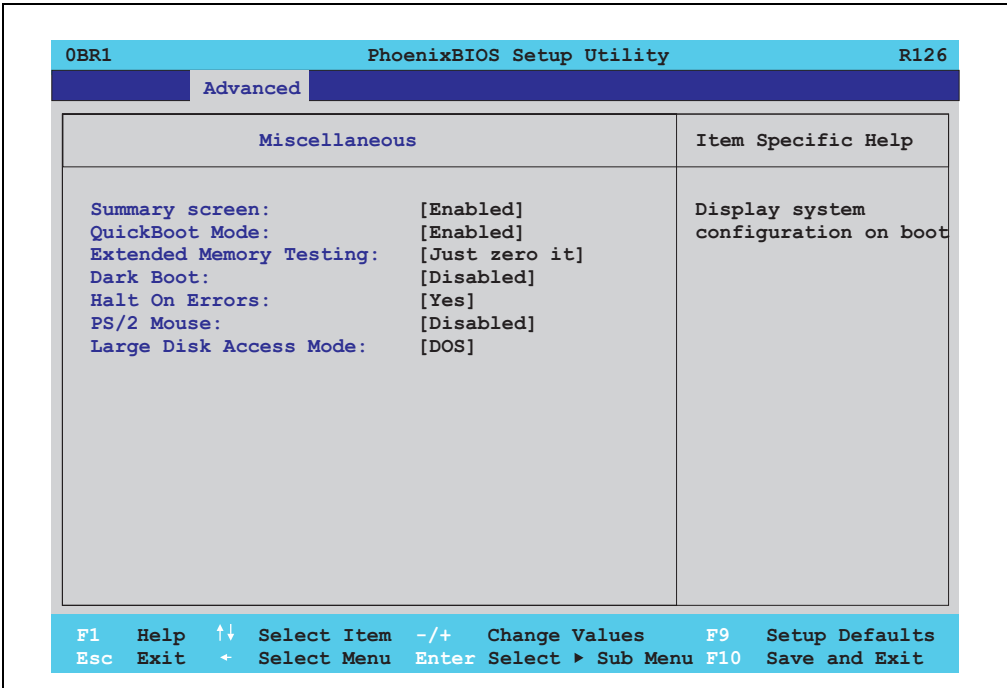 0BR1 PhoenixBIOS Setup Utility R126
Advanced
Miscellaneous Item Specific Help
Summary screen: [Enabled] Display system
QuickBoot Mode: [Enabled] configuration on boot
Extended Memory Testing: [Just zero it]
Dark Boot: [Disabled]
Halt On Errors: [Yes]
PS/2 Mouse: [Disabled]
Large Disk Access Mode: [DOS]
F1 Help ↑↓ Select Item -/+ Change Values F9 Setup Defaults
Esc Exit ← Select Menu Enter Select ▶ Sub Menu F10 Save and Exit